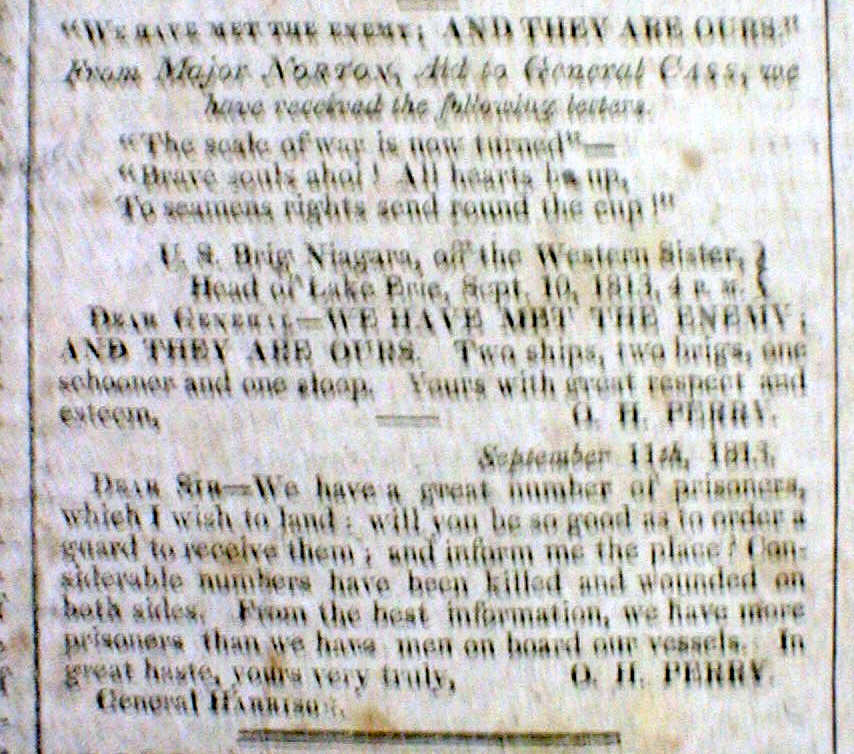 "WE HAVE MET THE ENEMY; AND THEY ARE OURS."
From Major NORTON, Aid to General CASS, we
have received the following letters.
"The scale of war is now turned"—
"Brave souls ahoi! All hearts be up,
To seamens rights send round the cup!"
U. S. Brig Niagara, off the Western Sister,
Head of Lake Erie, Sept. 10, 1813, 4 P. M.
DEAR GENERAL—WE HAVE MET THE ENEMY;
AND THEY ARE OURS. Two ships, two brigs, one
schooner and one sloop. Yours with great respect and
esteem, O. H. PERRY.
September 11th, 1813.
DEAR SIR—We have a great number of prisoners,
which I wish to land: will you be so good as to order a
guard to receive them; and inform me the place? Con-
siderable numbers have been killed and wounded on
both sides. From the best information, we have more
prisoners than we have men on board our vessels. In
great haste, yours very truly, O. H. PERRY.
General HARRISON.